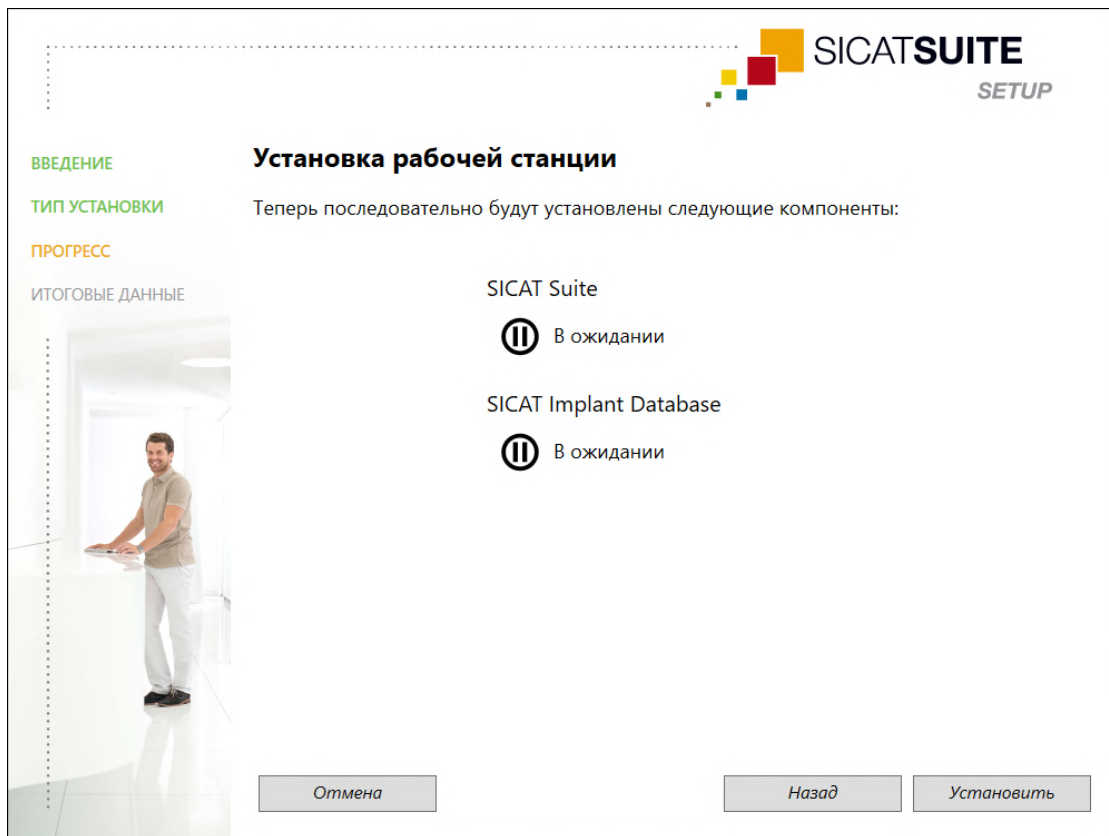 SICATSUITE
SETUP
ВВЕДЕНИЕ
ТИП УСТАНОВКИ
ПРОГРЕСС
ИТОГОВЫЕ ДАННЫЕ
Установка рабочей станции
Теперь последовательно будут установлены следующие компоненты:
SICAT Suite
В ожидании
SICAT Implant Database
В ожидании
Отмена
Назад
Установить